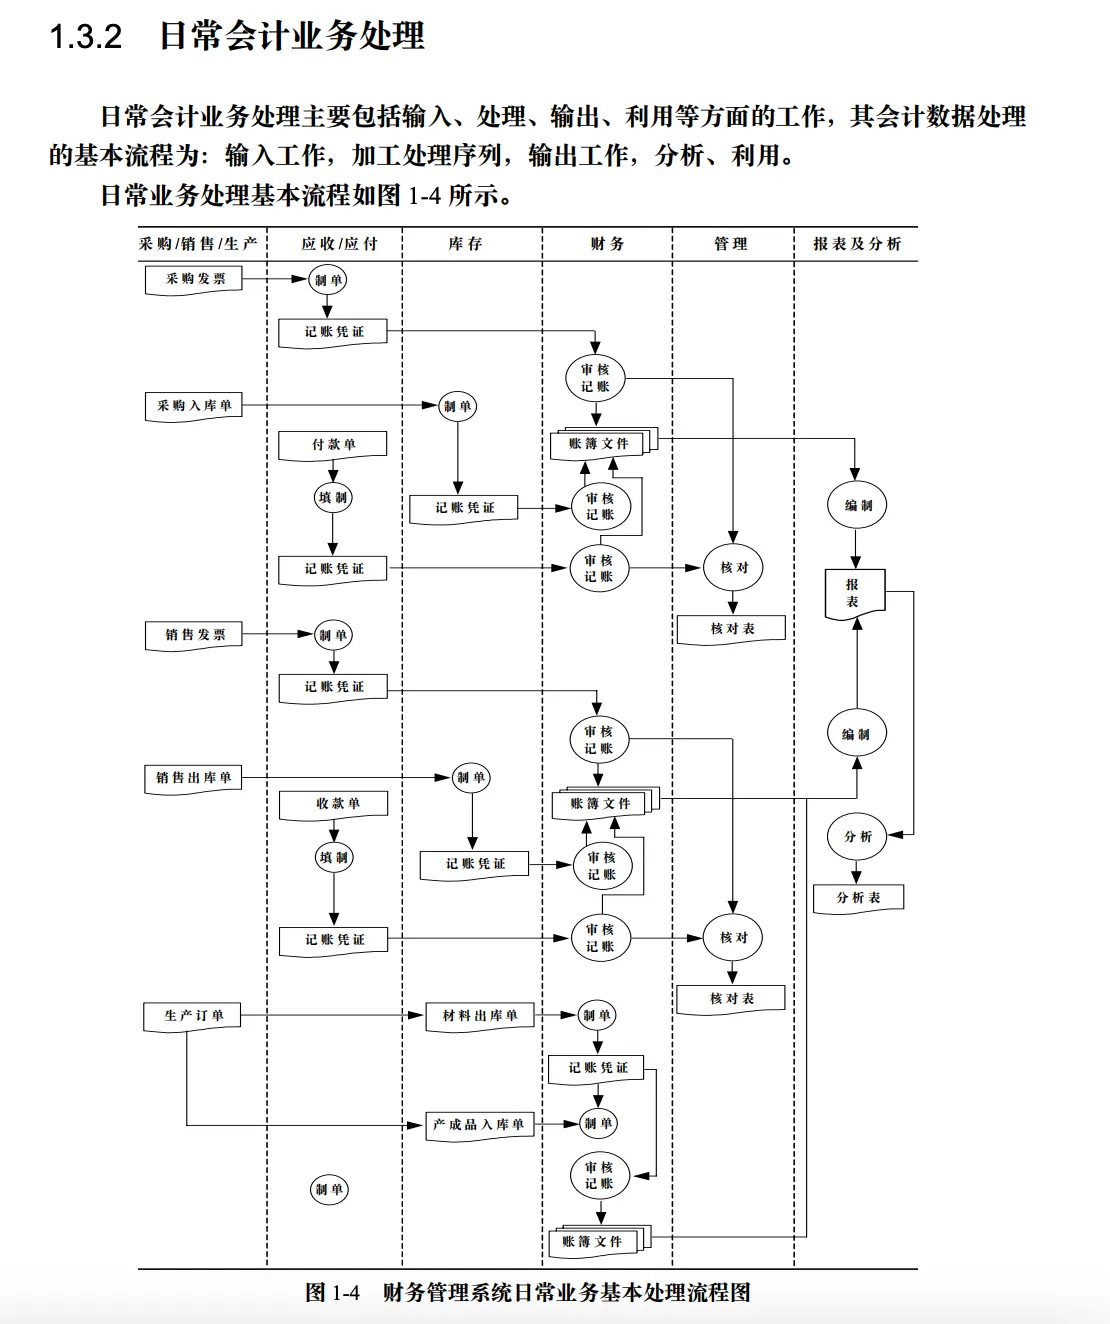 1.3.2 日常会计业务处理
日常会计业务处理主要包括输入、处理、输出、利用等方面的工作，其会计数据处理
的基本流程为：输入工作，加工处理序列，输出工作，分析、利用。
日常业务处理基本流程如图 1-4 所示。
采购/销售/生产 应收/应付 库存 财务 管理 报表及分析
采购发票 制单
记账凭证
审核
记账
采购入库单 制单
付款单 账簿文件
填制 记账凭证 审核
记账
编制
记账凭证 审核
记账
核对
报
表
核对表
销售发票 制单
记账凭证
审核
记账
编制
销售出库单 制单
收款单 账簿文件
填制 记账凭证 审核
记账
分析
分析表
记账凭证 审核
记账
核对
核对表
生产订单 材料出库单 制单
记账凭证
产成品入库单 制单
审核
记账
制单
账簿文件
图 1-4 财务管理系统日常业务基本处理流程图